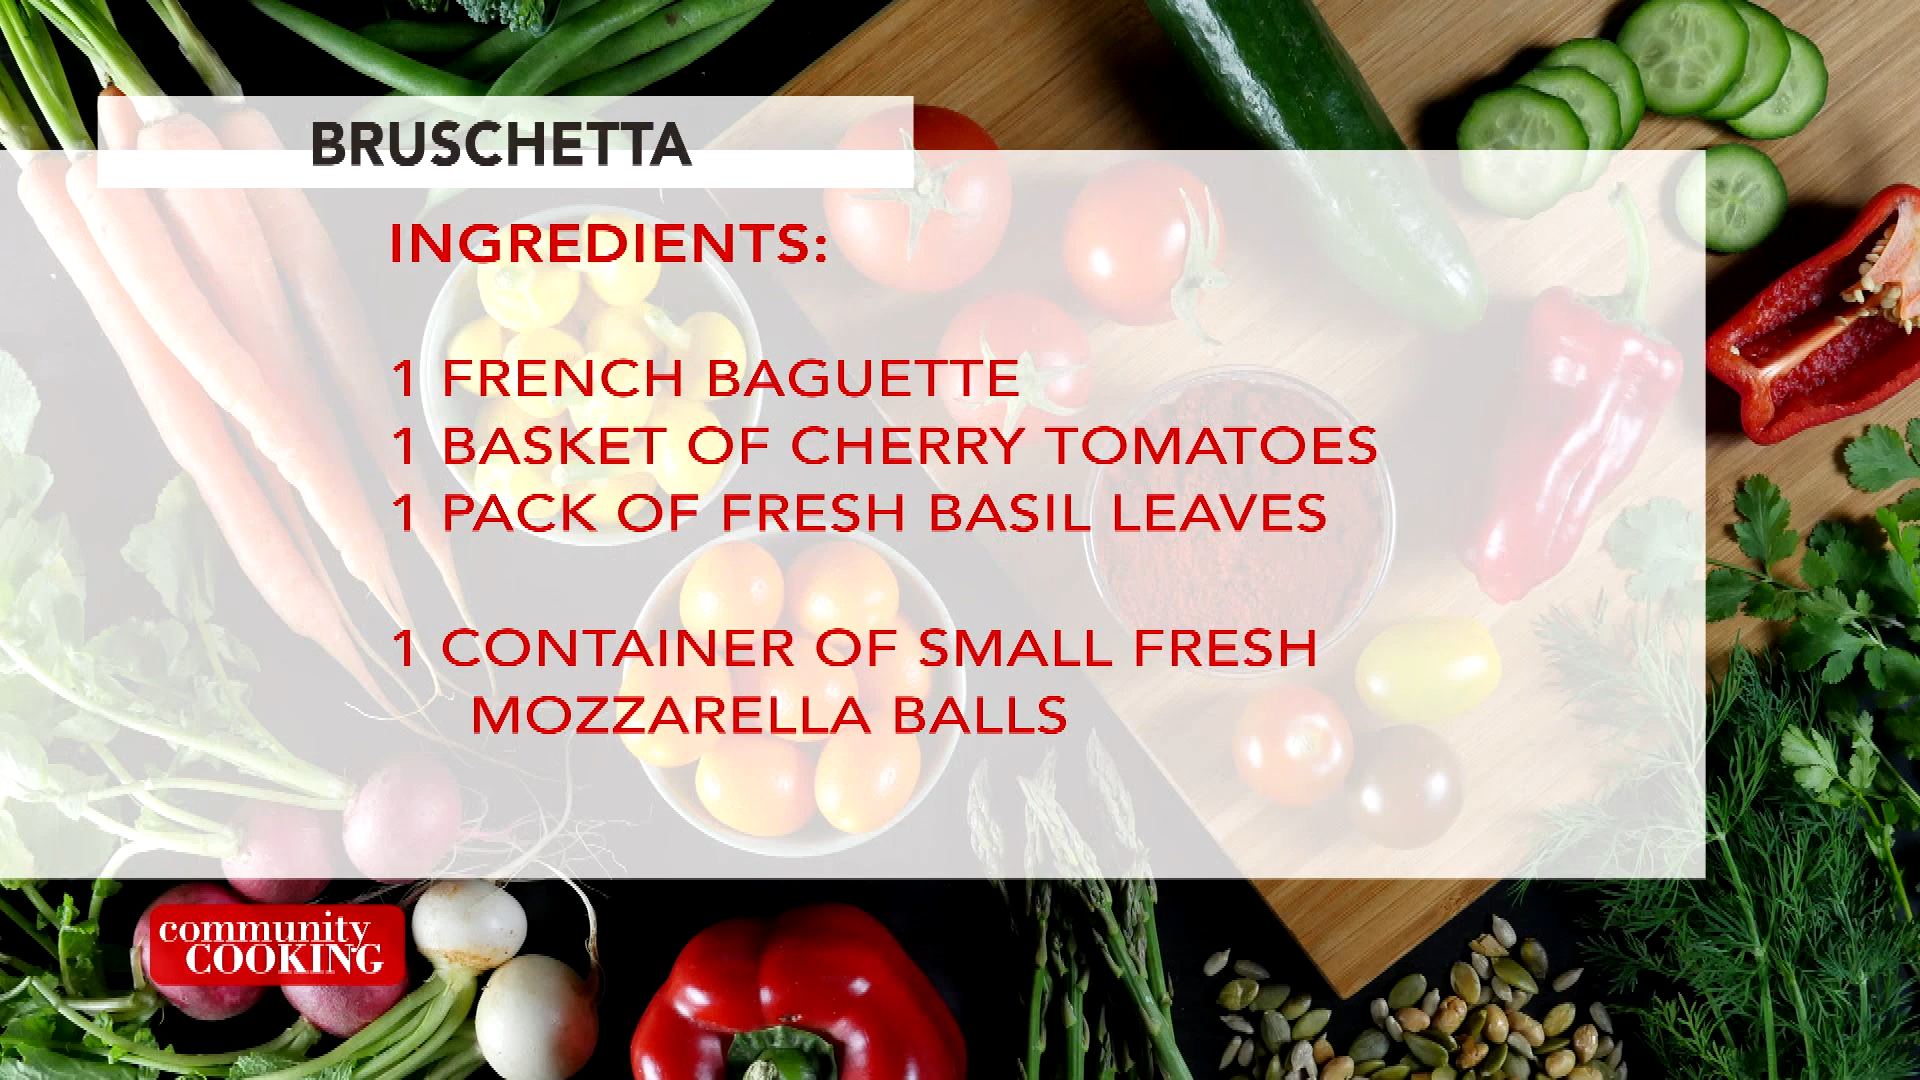 BRUSCHETTA
INGREDIENTS:
1 FRENCH BAGUETTE
1 BASKET OF CHERRY TOMATOES
1 PACK OF FRESH BASIL LEAVES
1 CONTAINER OF SMALL FRESH
MOZZARELLA BALLS
community
COOKING